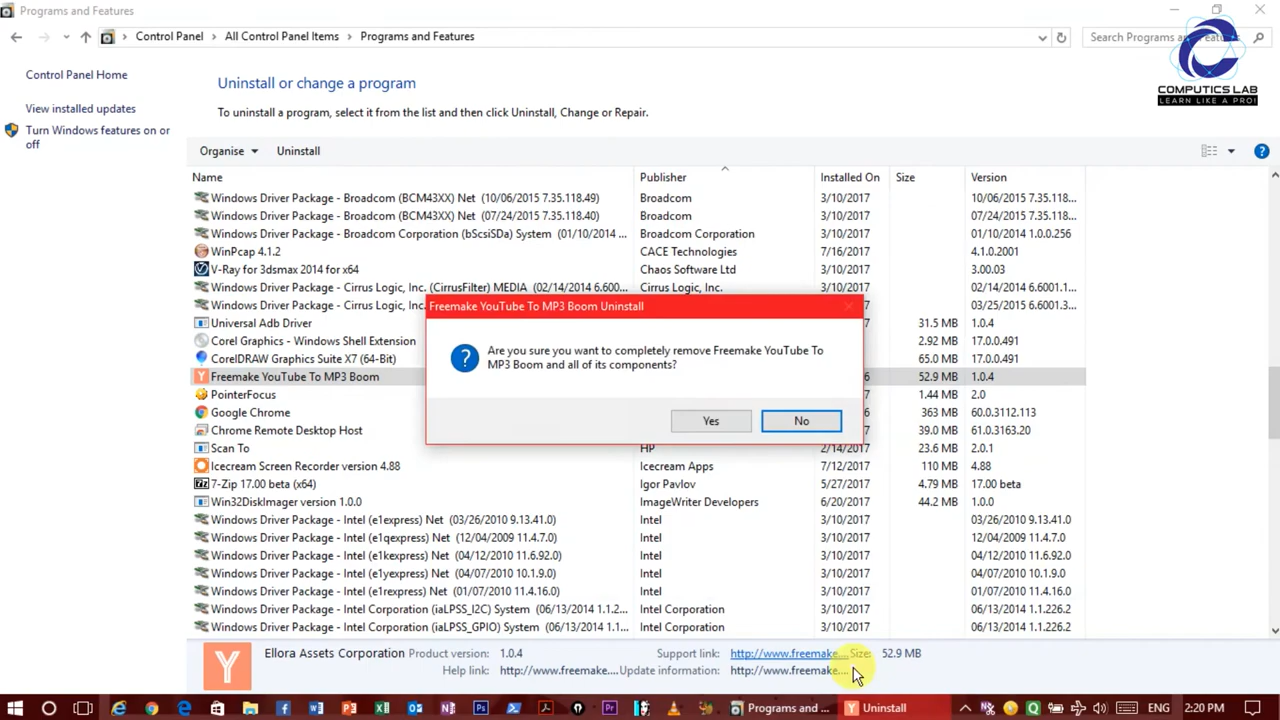 Programs and Features
Control Panel > All Control Panel Items > Programs and Features
Search Programs and Features
COMPUTICS LAB
LEARN LIKE A PRO!
Control Panel Home
View installed updates
Turn Windows features on or
off
Uninstall or change a program
To uninstall a program, select it from the list and then click Uninstall, Change or Repair.
Organise Uninstall
Name Publisher Installed On Size Version
Windows Driver Package - Broadcom (BCM43XX) Net (10/06/2015 7.35.118.49) Broadcom 3/10/2017 10/06/2015 7.35.118...
Windows Driver Package - Broadcom (BCM43XX) Net (07/24/2015 7.35.118.40) Broadcom 3/10/2017 07/24/2015 7.35.118...
Windows Driver Package - Broadcom Corporation (bScsiSDa) System (01/10/2014 ... Broadcom Corporation 3/10/2017 01/10/2014 1.0.0.256
WinPcap 4.1.2 CACE Technologies 7/16/2017 4.1.0.2001
V-Ray for 3dsmax 2014 for x64 Chaos Software Ltd 3/10/2017 3.00.03
Windows Driver Package - Cirrus Logic, Inc. (CirrusFilter) MEDIA (02/14/2014 6.600... Cirrus Logic, Inc. 3/10/2017 02/14/2014 6.6001.3...
Windows Driver Package - Cirrus Logic, Inc. 03/25/2015 6.6001.3...
Universal Adb Driver 31.5 MB 1.0.4
Corel Graphics - Windows Shell Extension 2.92 MB 17.0.0.491
CorelDRAW Graphics Suite X7 (64-Bit) 65.0 MB 17.0.0.491
Freemake YouTube To MP3 Boom 6 52.9 MB 1.0.4
PointerFocus 1.44 MB 2.0
Google Chrome 363 MB 60.0.3112.113
Chrome Remote Desktop Host 39.0 MB 61.0.3163.20
Scan To HP 2/14/2017 23.6 MB 2.0.1
Icecream Screen Recorder version 4.88 Icecream Apps 7/12/2017 110 MB 4.88
7-Zip 17.00 beta (x64) Igor Pavlov 5/27/2017 4.79 MB 17.00 beta
Win32DiskImager version 1.0.0 ImageWriter Developers 6/20/2017 44.2 MB 1.0.0
Windows Driver Package - Intel (e1express) Net (03/26/2010 9.13.41.0) Intel 3/10/2017 03/26/2010 9.13.41.0
Windows Driver Package - Intel (e1qexpress) Net (12/04/2009 11.4.7.0) Intel 3/10/2017 12/04/2009 11.4.7.0
Windows Driver Package - Intel (e1kexpress) Net (04/12/2010 11.6.92.0) Intel 3/10/2017 04/12/2010 11.6.92.0
Windows Driver Package - Intel (e1yexpress) Net (04/07/2010 10.1.9.0) Intel 3/10/2017 04/07/2010 10.1.9.0
Windows Driver Package - Intel (e1rexpress) Net (01/07/2010 11.4.16.0) Intel 3/10/2017 01/07/2010 11.4.16.0
Windows Driver Package - Intel Corporation (iaLPSS_I2C) System (06/13/2014 1.1.2... Intel Corporation 3/10/2017 06/13/2014 1.1.226.2
Windows Driver Package - Intel Corporation (iaLPSS_GPIO) System (06/13/2014 1.1... Intel Corporation 3/10/2017 06/13/2014 1.1.226.2
Freemake YouTube To MP3 Boom Uninstall
Are you sure you want to completely remove Freemake YouTube To
MP3 Boom and all of its components?
Yes No
Ellora Assets Corporation Product version: 1.0.4 Support link: http://www.freemake.... Size: 52.9 MB
Help link: http://www.freemake.... Update information: http://www.freemake....
Programs and ... Uninstall ENG 2:20 PM